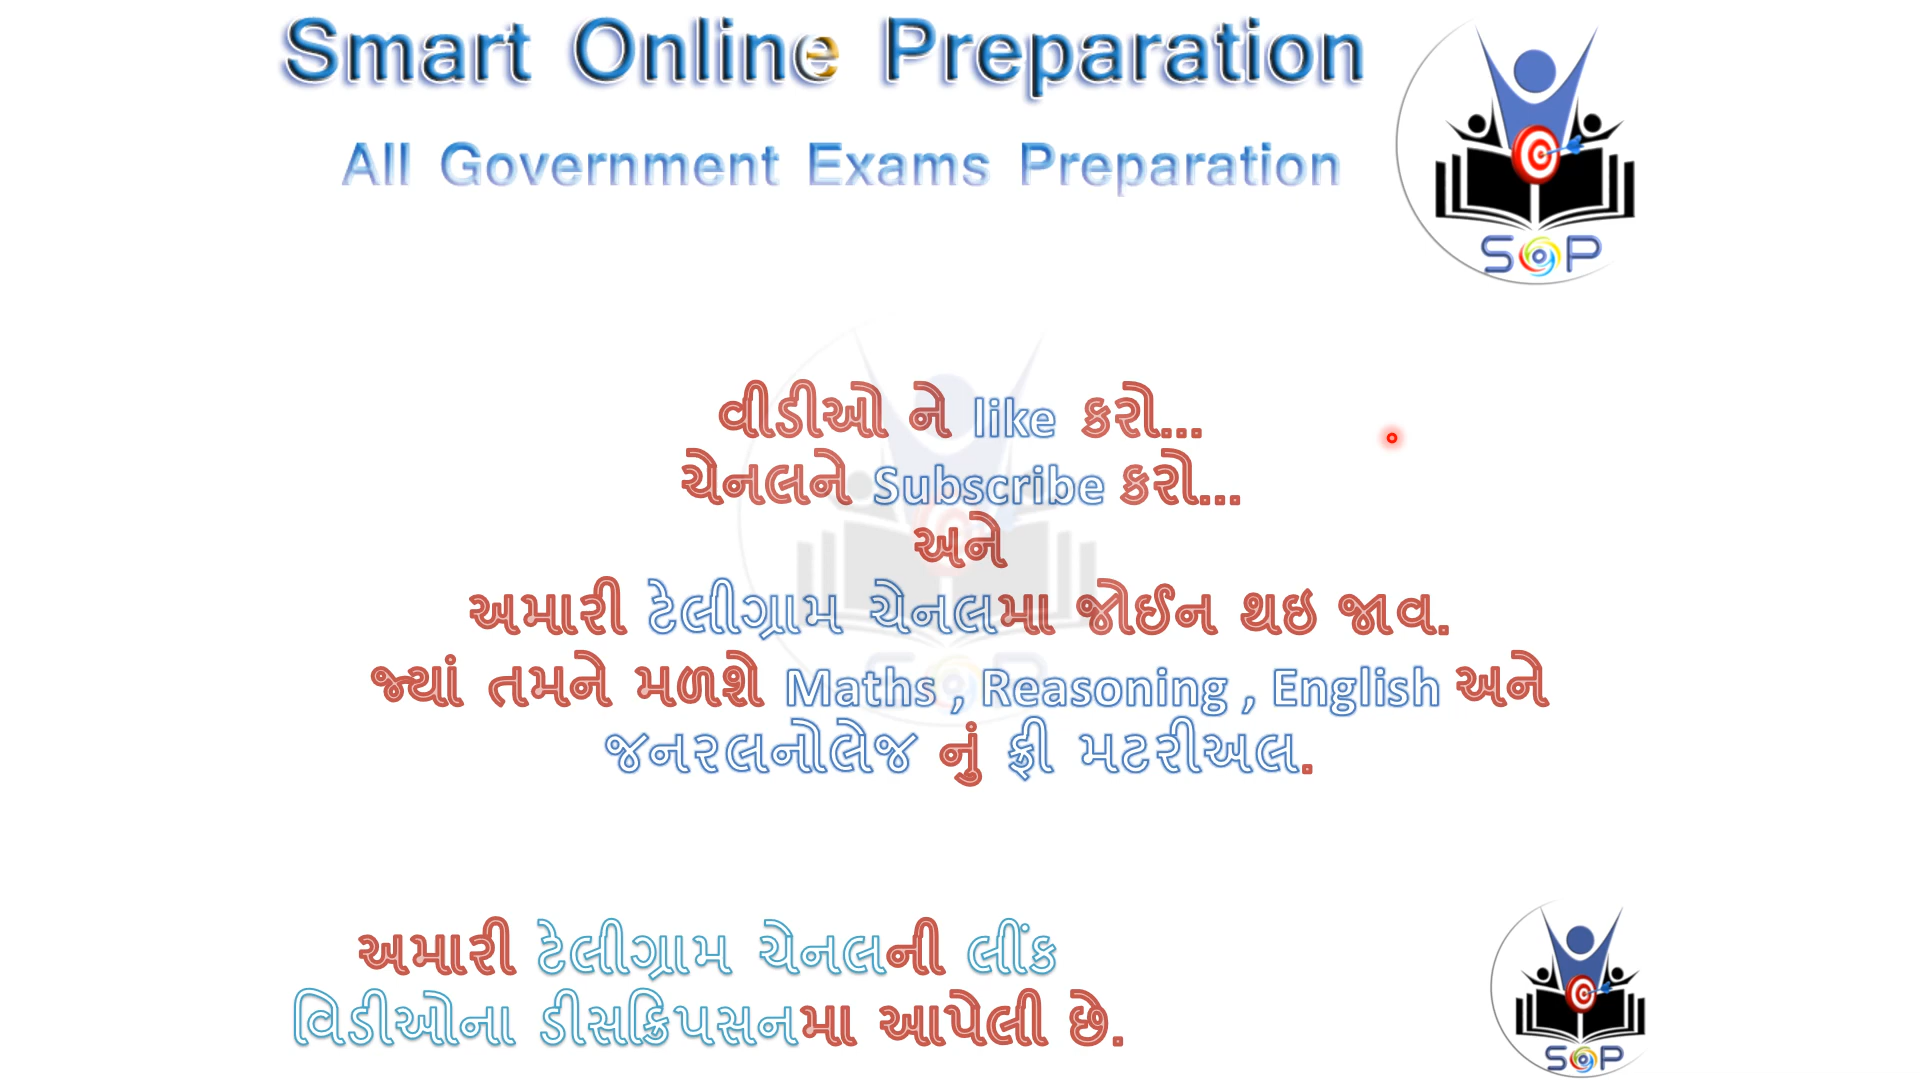 Smart Online Preparation
All Government Exams Preparation
SOP
વીડીઓ ને like કરો...
ચેનલને Subscribe કરો...
અને
અમારી ટેલીગ્રામ ચેનલમા જોઈન થઇ જાવ.
જ્યાં તમને મળશે Maths , Reasoning , English અને
જનરલનોલેજ નું ફ્રી મટરીઅલ.
અમારી ટેલીગ્રામ ચેનલની લીંક
વિડીઓના ડીસક્રિપસનમા આપેલી છે.
SOP